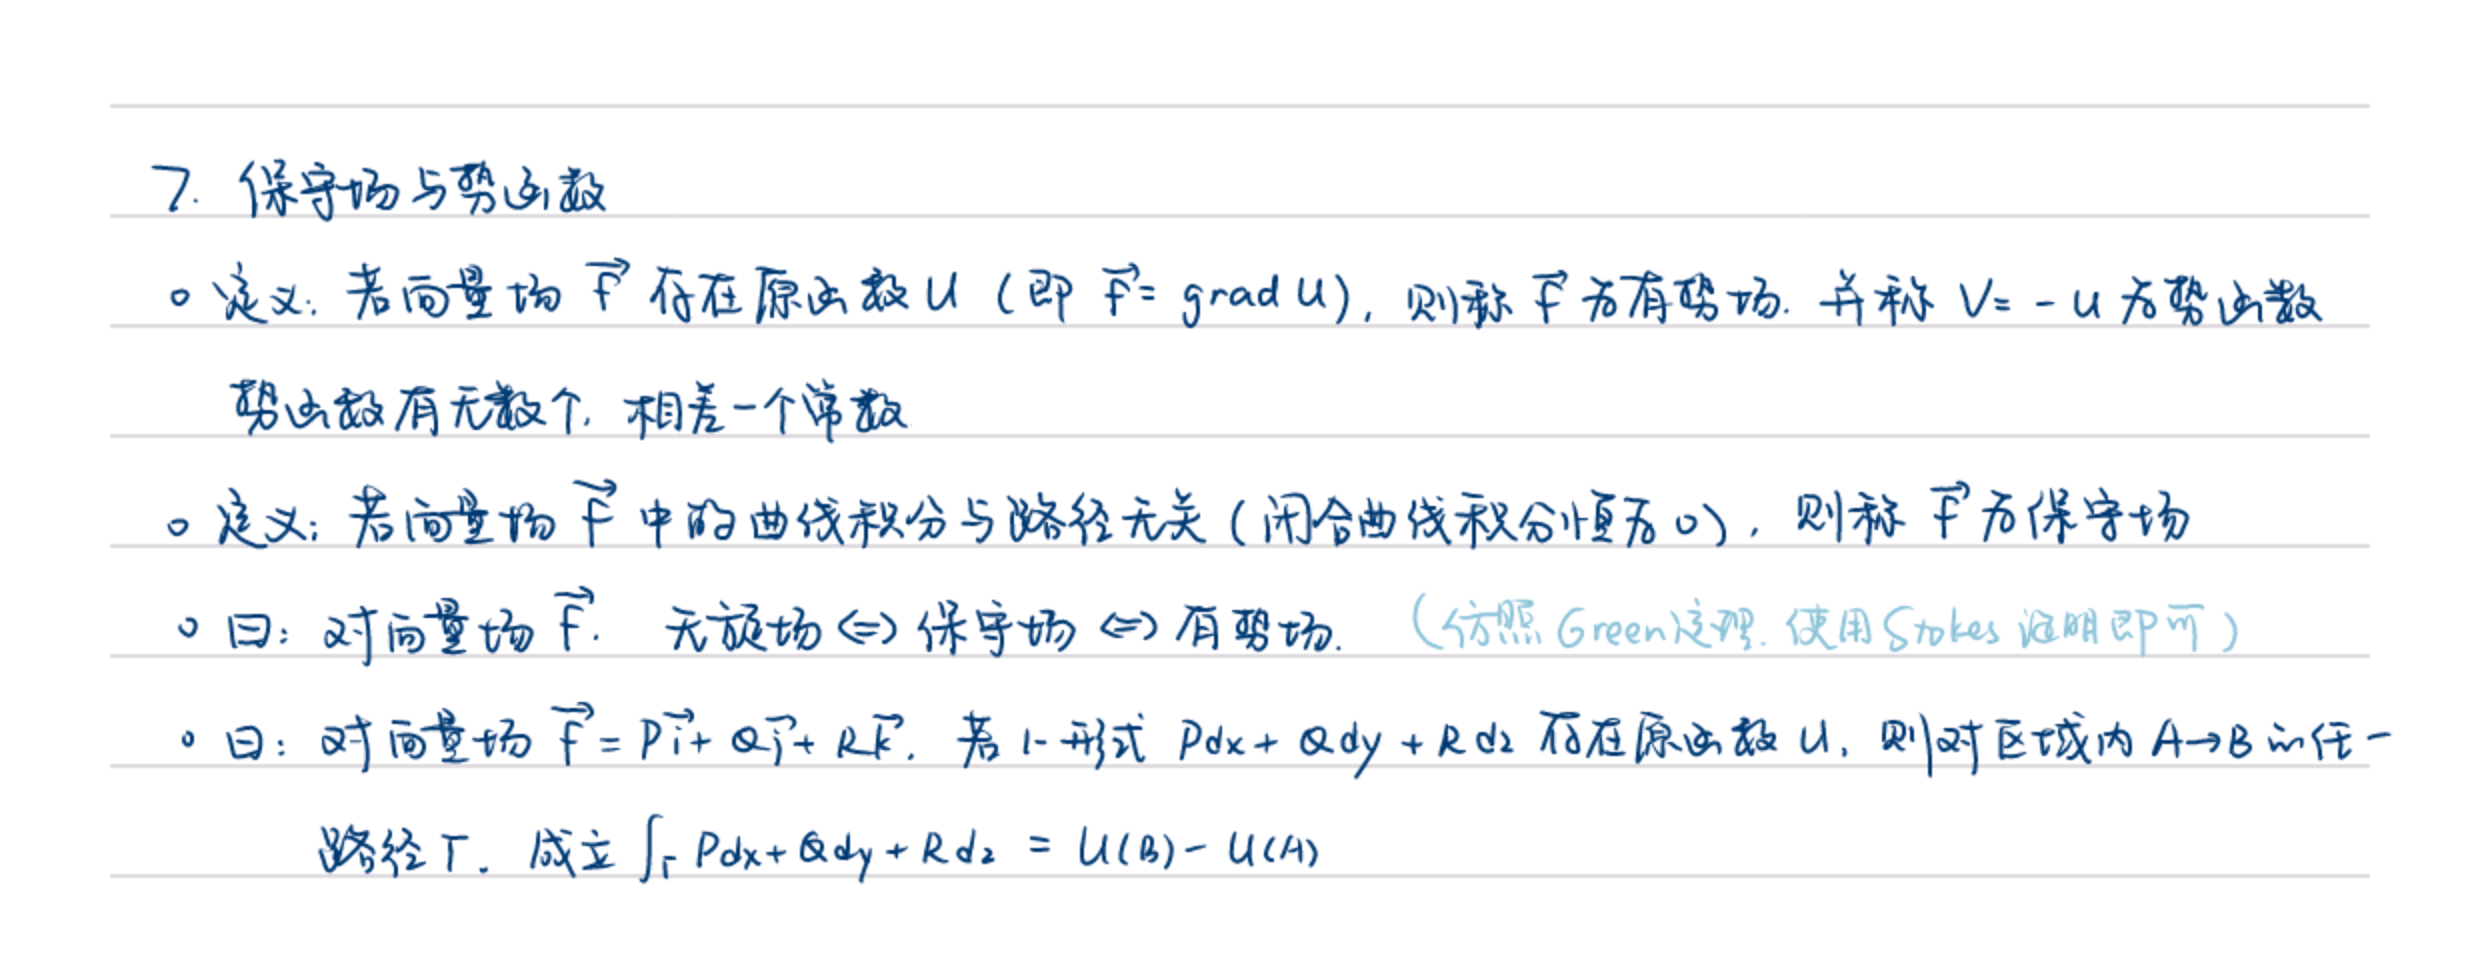 7. 保守场与势函数
○ 定义: 若向量场 $\vec{F}$ 存在原函数 U (即 $\vec{F}$ = grad U), 则称 $\vec{F}$ 为有势场. 并称 V = -U 为势函数
势函数有无数个, 相差一个常数
○ 定义: 若向量场 $\vec{F}$ 中的曲线积分与路径无关 (闭合曲线积分恒为 0), 则称 $\vec{F}$ 为保守场
○ 曰: 对向量场 $\vec{F}$. 无旋场 ⇔ 保守场 ⇔ 有势场. (仿照 Green 定理. 使用 Stokes 证明即可)
○ 曰: 对向量场 $\vec{F}$ = P$\vec{i}$ + Q$\vec{j}$ + R$\vec{k}$. 若 1-形式 Pdx + Qdy + Rdz 存在原函数 U, 则对区域内 A→B 的任一
路径 Γ. 成立 $\int_Γ$ Pdx + Qdy + Rdz = U(B) - U(A)